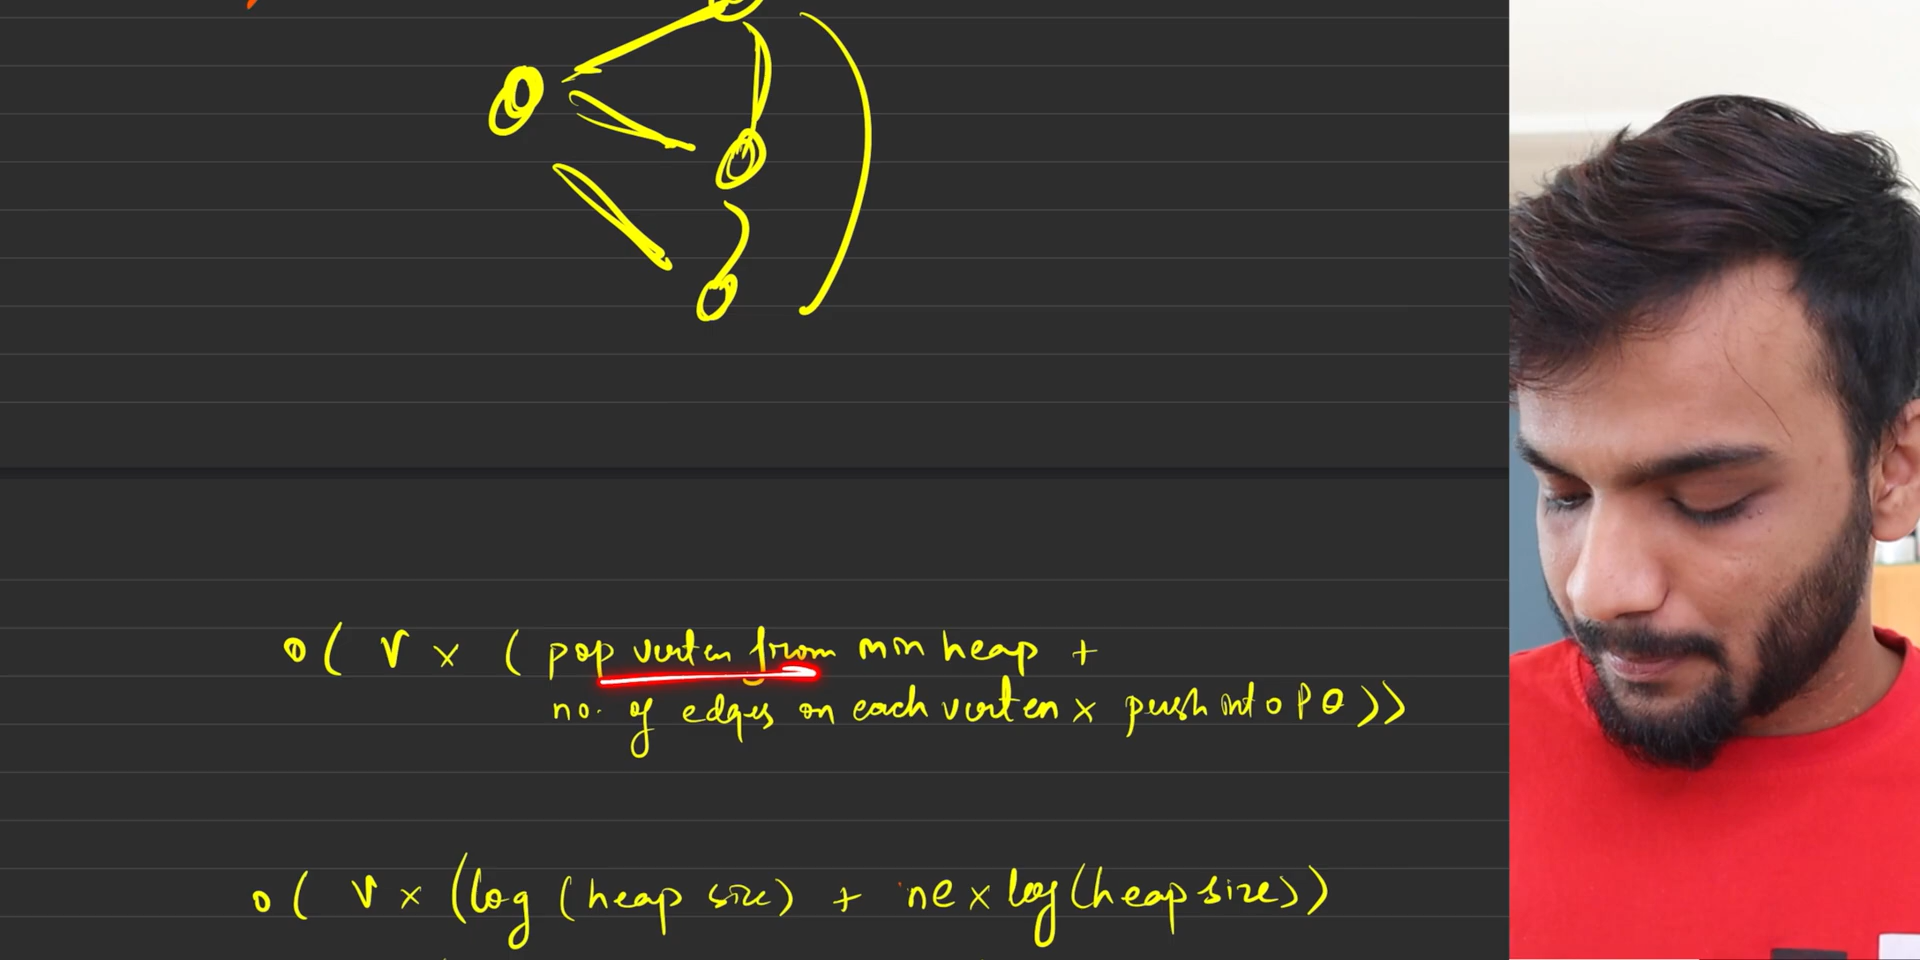 O( V x ( pop vertex from min heap +
no. of edges on each vertex x push into PQ ))
O( V x (log (heap size) + ne x log(heap size))